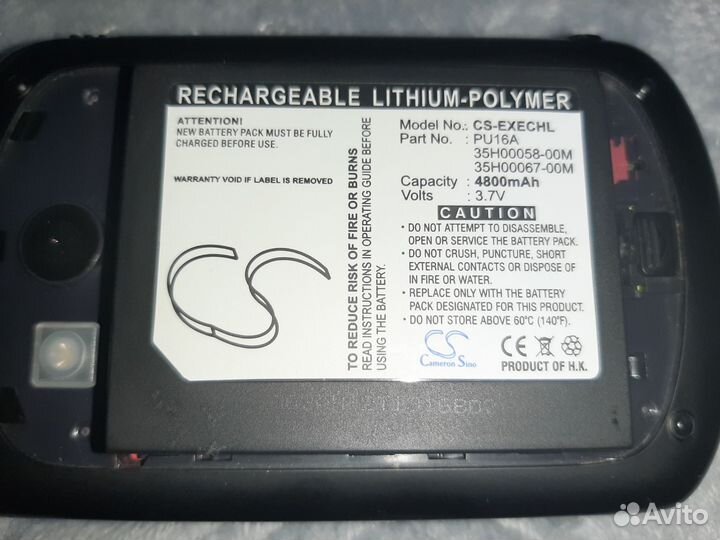 RECHARGEABLE LITHIUM-POLYMER
ATTENTION!
NEW BATTERY PACK MUST BE FULLY
CHARGED BEFORE USE.
WARRANTY VOID IF LABEL IS REMOVED
TO REDUCE RISK OF FIRE OR BURNS
READ INSTRUCTIONS IN OPERATING GUIDE BEFORE
USING THE BATTERY.
Model No.: CS-EXECHL
Part No. : PU16A
35H00058-00M
35H00067-00M
Capacity : 4800mAh
Volts : 3.7V
CAUTION
• DO NOT ATTEMPT TO DISASSEMBLE,
OPEN OR SERVICE THE BATTERY PACK.
• DO NOT CRUSH, PUNCTURE, SHORT
EXTERNAL CONTACTS OR DISPOSE OF
IN FIRE OR WATER.
• REPLACE ONLY WITH THE BATTERY
PACK DESIGNATED FOR THIS PRODUCT.
• DO NOT STORE ABOVE 60°C (140°F).
CS
CS
Cameron Sino
CE
PRODUCT OF H.K.
Avito